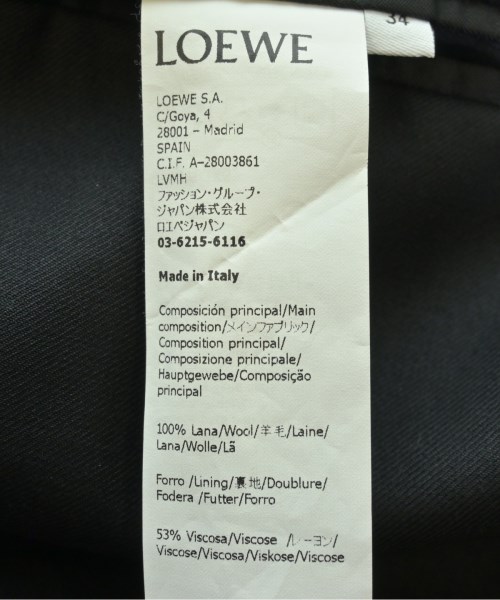 34
LOEWE
LOEWE S.A.
C/Goya, 4
28001 – Madrid
SPAIN
C.I.F. A-28003861
LVMH
ファッション・グループ・
ジャパン株式会社
ロエベジャパン
03-6215-6116
Made in Italy
Composición principal/Main
composition/メインファブリック/
Composition principal/
Composizione principale/
Hauptgewebe/Composição
principal
100% Lana/Wool/羊毛/Laine/
Lana/Wolle/Lã
Forro /Lining/裏地/Doublure/
Fodera /Futter/Forro
53% Viscosa/Viscose /レーヨン/
Viscose/Viscosa/Viskose/Viscose